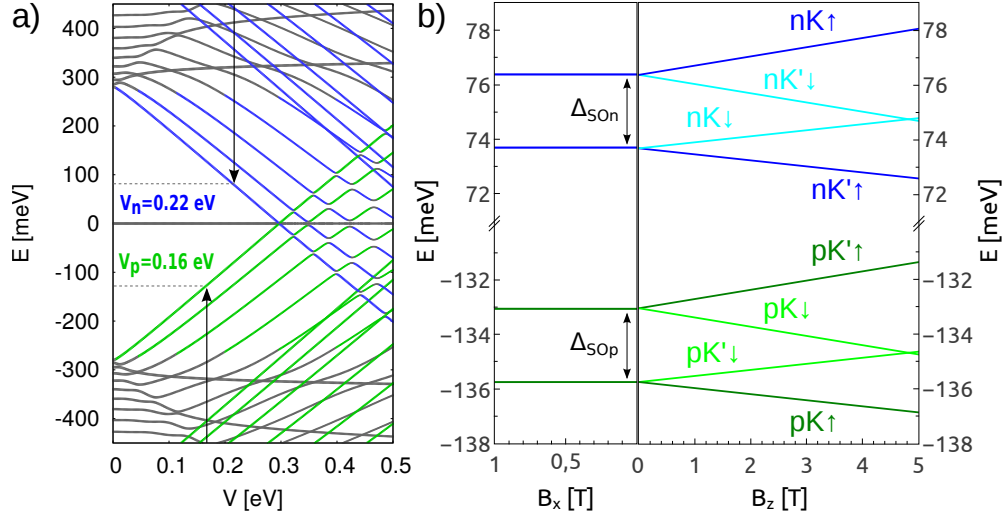 a)
E [meV]
400
300
200
100
0
-100
-200
-300
-400
Vn=0.22 eV
Vp=0.16 eV
0
0.1
0.2
0.3
0.4
0.5
V [eV]
b)
E [meV]
78
76
74
72
−132
−134
−136
−138
ΔSOn
ΔSOp
nK↑
nK'↓
nK↓
nK'↑
pK'↑
pK↓
pK'↓
pK↑
78
76
74
72
−132
−134
−136
−138
E [meV]
1
0,5
0
1
2
3
4
5
Bx [T]
Bz [T]